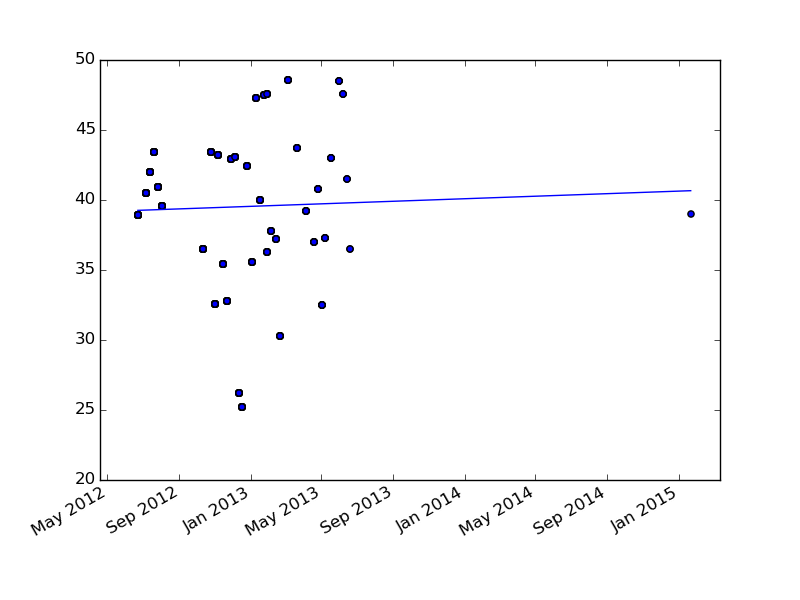 50
45
40
35
30
25
20
May 2012
Sep 2012
Jan 2013
May 2013
Sep 2013
Jan 2014
May 2014
Sep 2014
Jan 2015